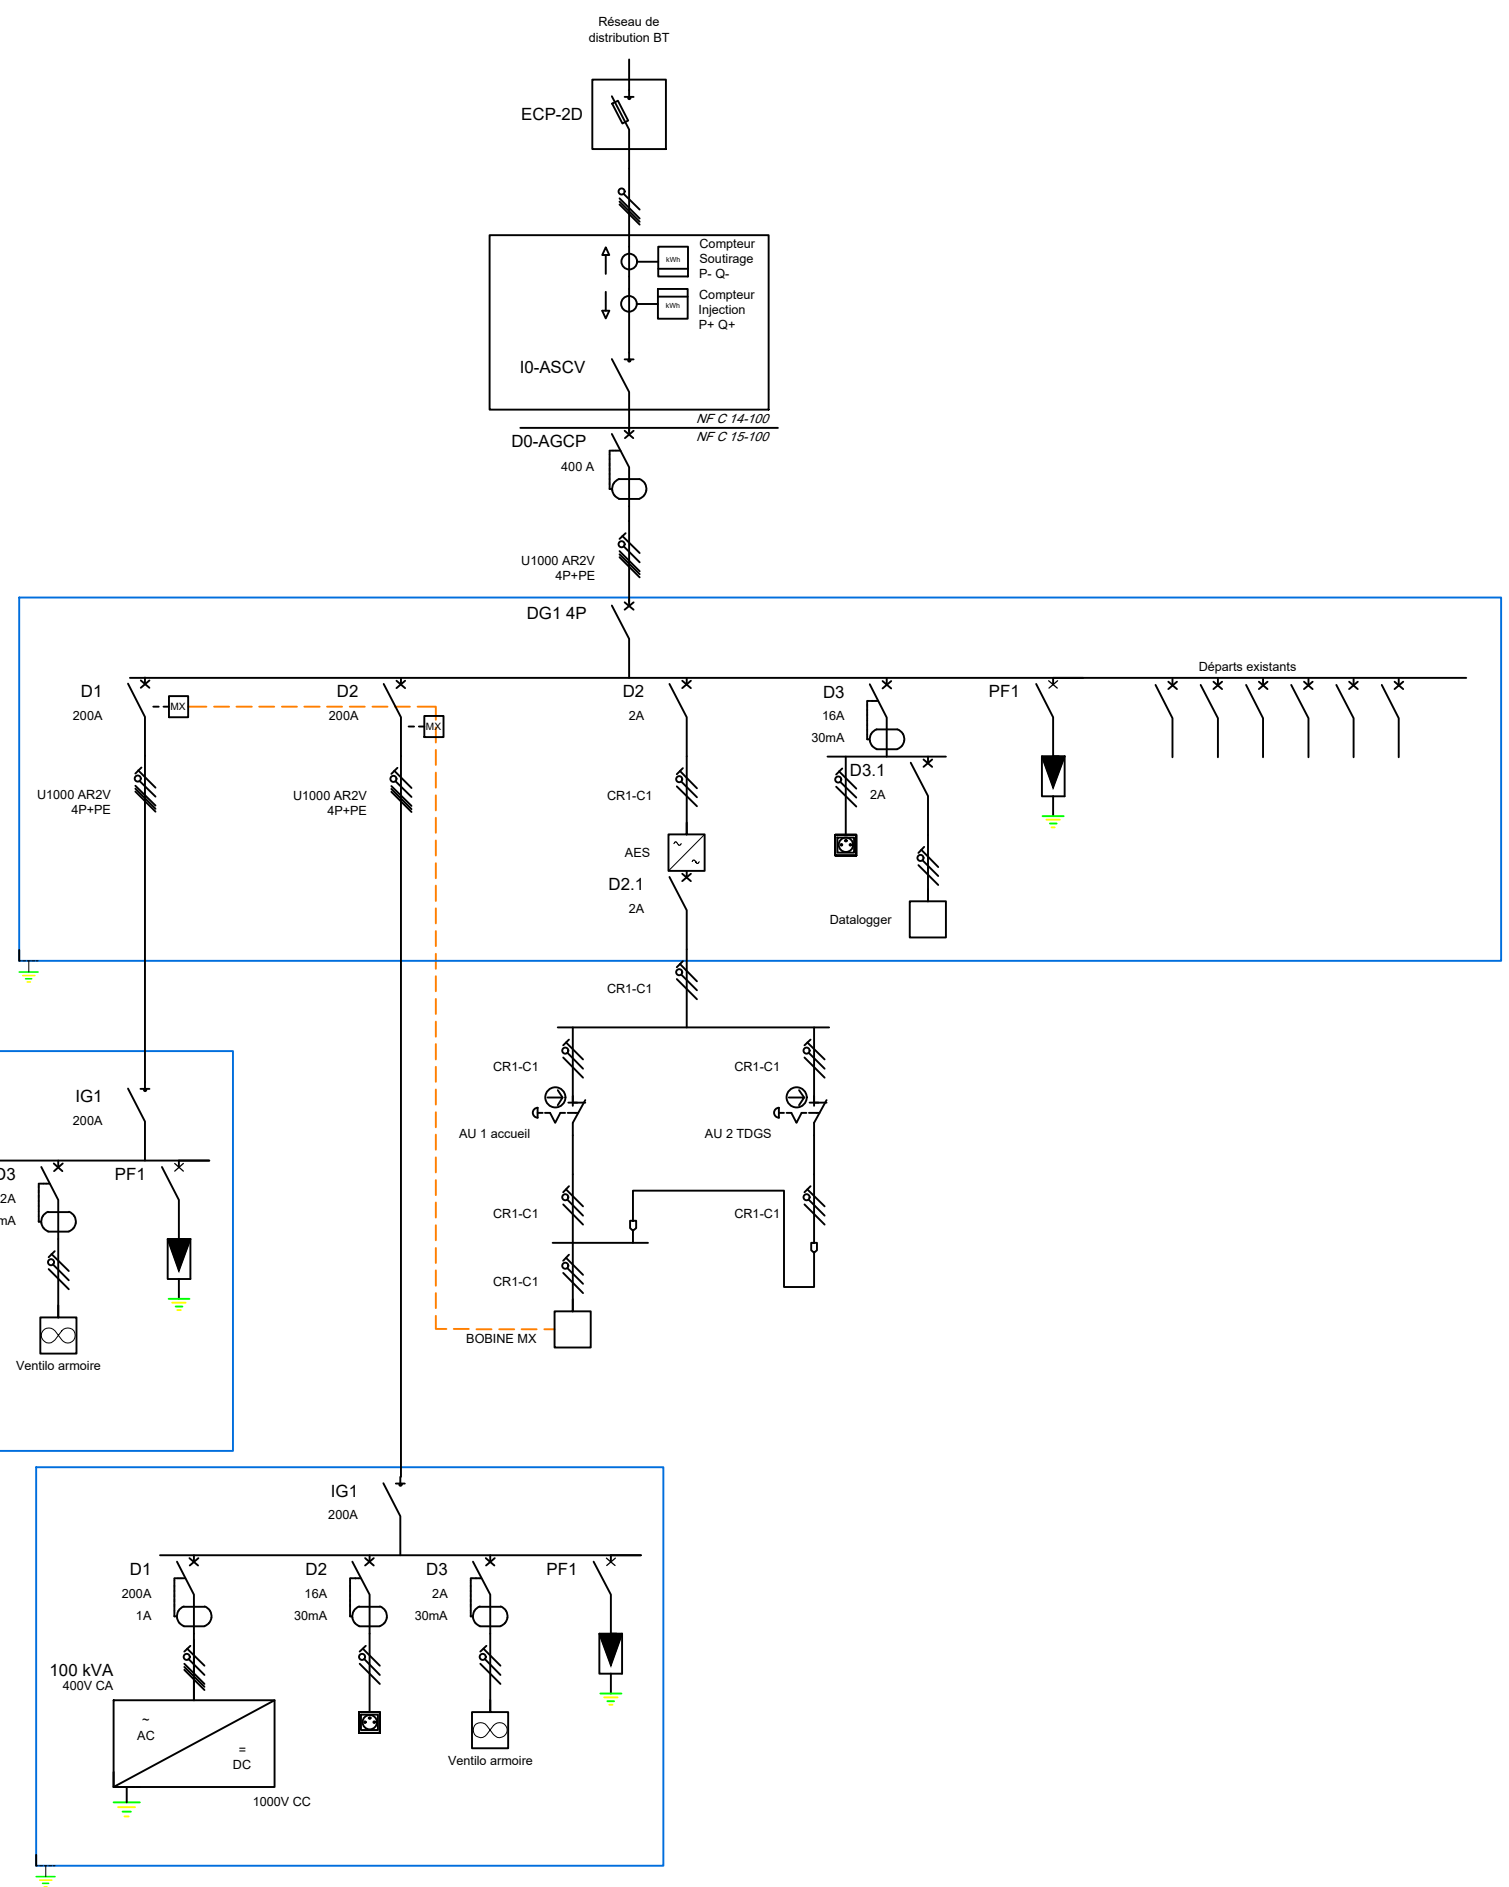 Réseau de
distribution BT
ECP-2D
Compteur
Soutirage
P- Q-
kWh
Compteur
Injection
P+ Q+
kWh
I0-ASCV
NF C 14-100
NF C 15-100
D0-AGCP
400 A
U1000 AR2V
4P+PE
DG1 4P
Départs existants
D1
200A
MX
D2
200A
MX
D2
2A
D3
16A
30mA
PF1
D3.1
2A
U1000 AR2V
4P+PE
U1000 AR2V
4P+PE
CR1-C1
AES
D2.1
2A
Datalogger
CR1-C1
CR1-C1
CR1-C1
AU 1 accueil
AU 2 TDGS
CR1-C1
CR1-C1
CR1-C1
BOBINE MX
IG1
200A
D3
2A
mA
PF1
Ventilo armoire
IG1
200A
D1
200A
1A
D2
16A
30mA
D3
2A
30mA
PF1
100 kVA
400V CA
~
AC
=
DC
1000V CC
Ventilo armoire